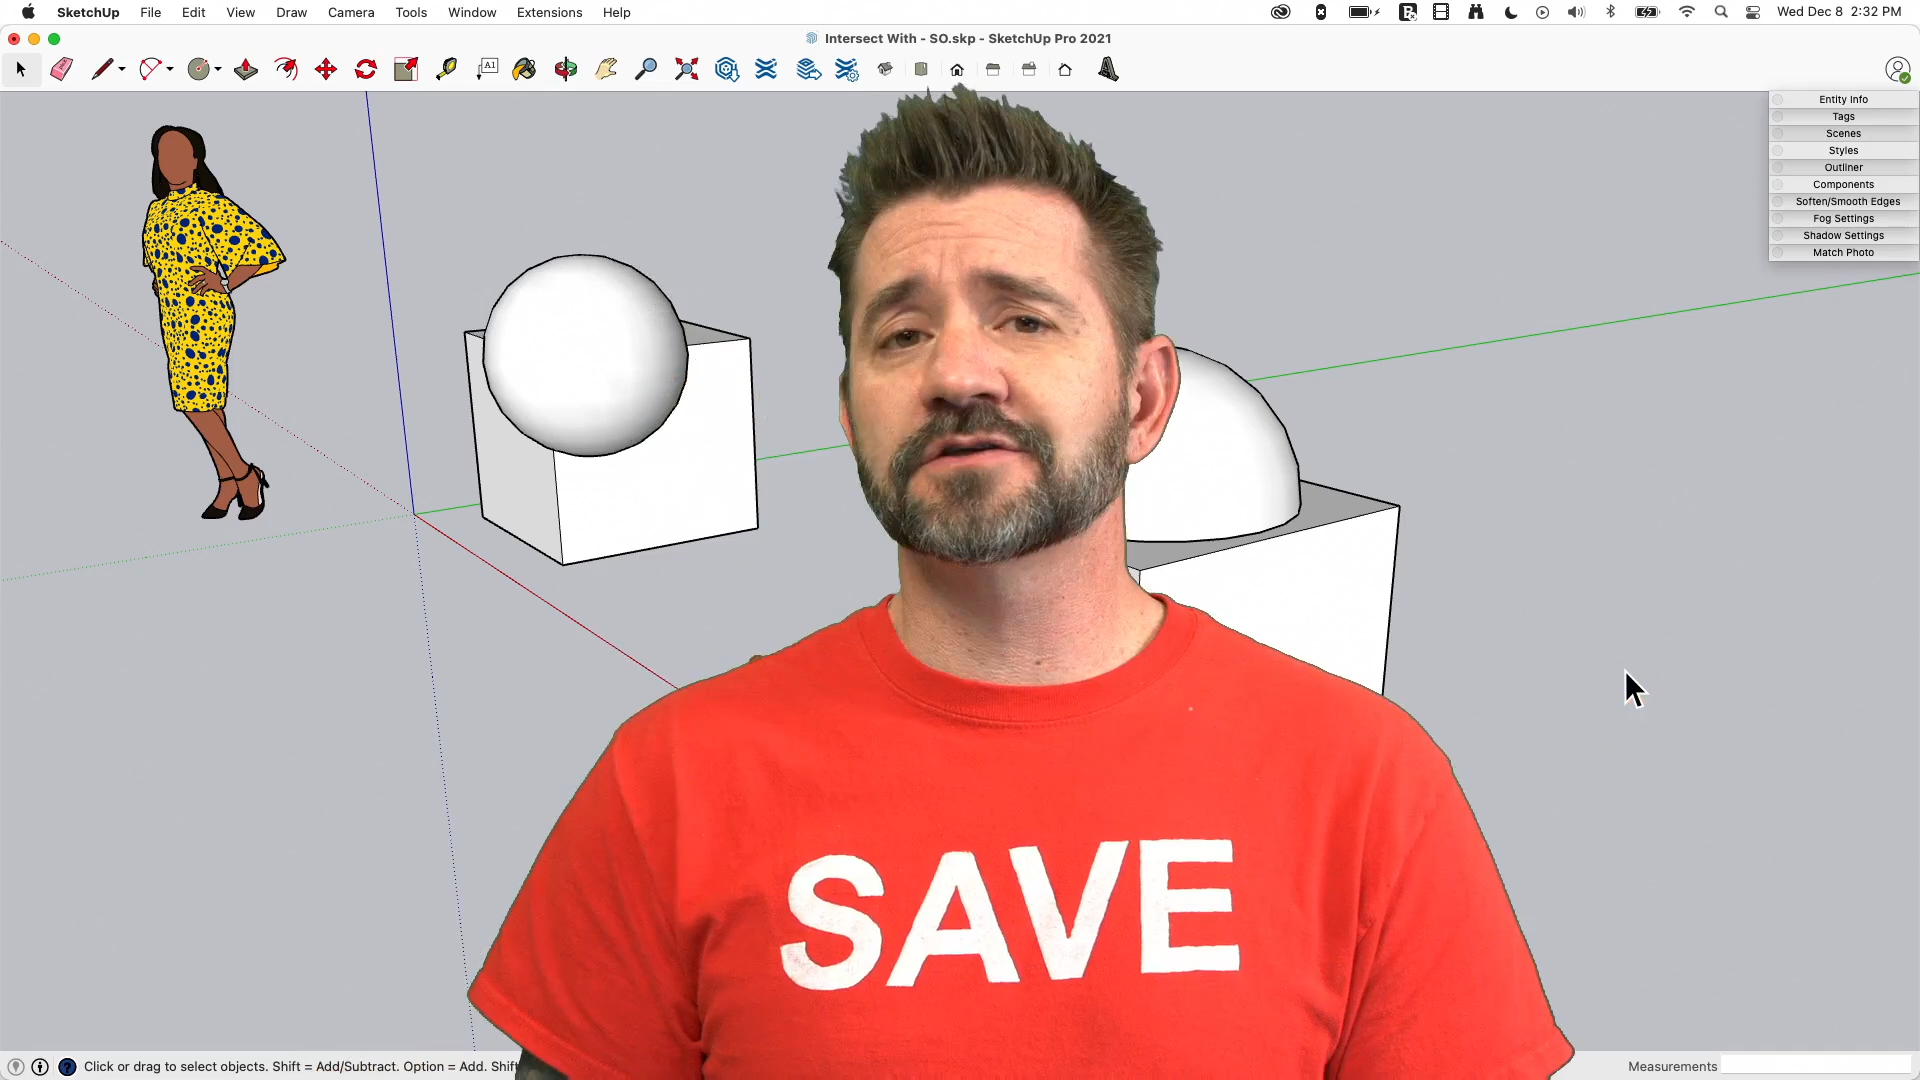 SketchUp File Edit View Draw Camera Tools Window Extensions Help Wed Dec 8 2:32 PM
Intersect With - SO.skp - SketchUp Pro 2021
A1
Entity Info
Tags
Scenes
Styles
Outliner
Components
Soften/Smooth Edges
Fog Settings
Shadow Settings
Match Photo
SAVE
Click or drag to select objects. Shift = Add/Subtract. Option = Add. Shift
Measurements